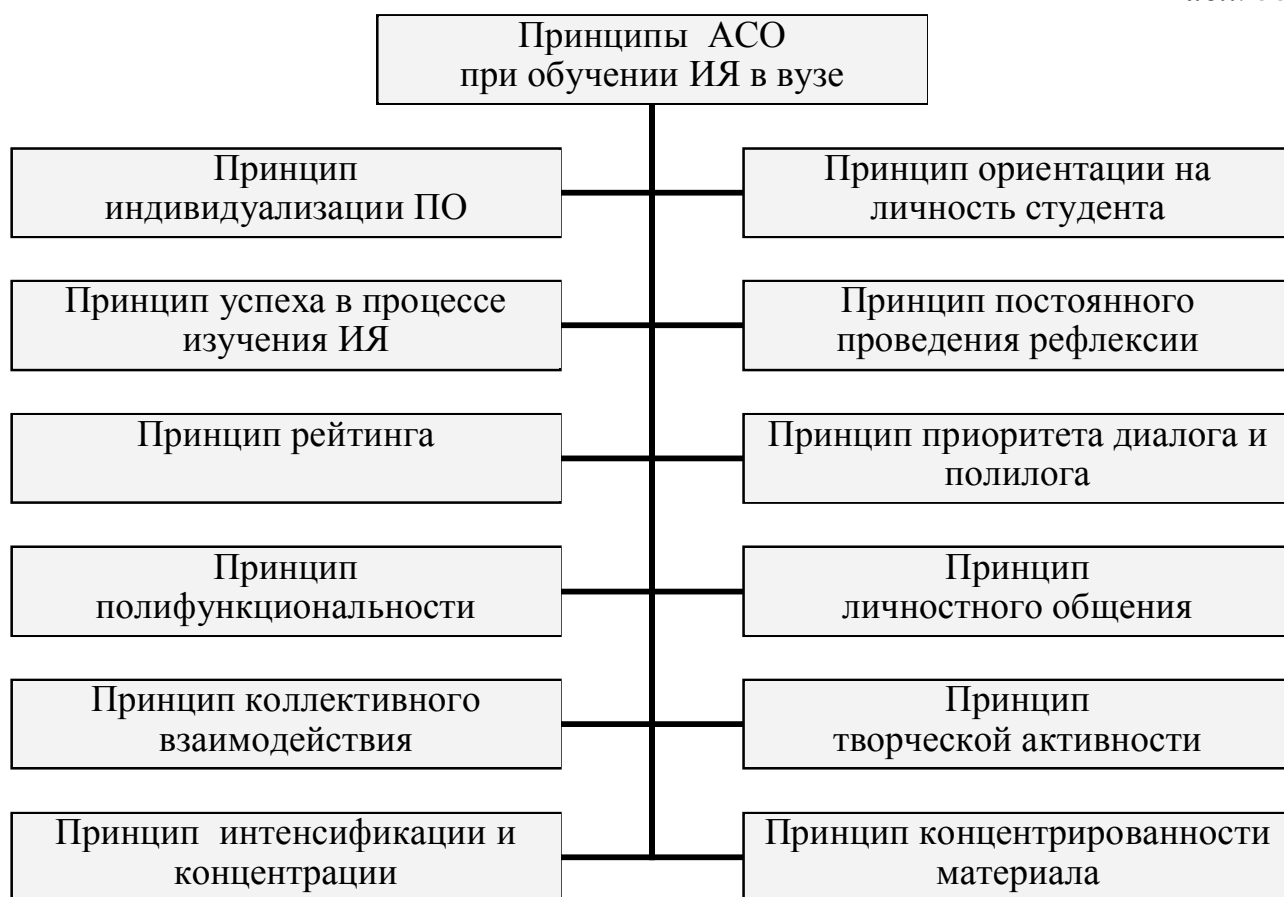 Принципы АСО
при обучении ИЯ в вузе
Принцип
индивидуализации ПО
Принцип ориентации на
личность студента
Принцип успеха в процессе
изучения ИЯ
Принцип постоянного
проведения рефлексии
Принцип рейтинга
Принцип приоритета диалога и
полилога
Принцип
полифункциональности
Принцип
личностного общения
Принцип коллективного
взаимодействия
Принцип
творческой активности
Принцип интенсификации и
концентрации
Принцип концентрированности
материала